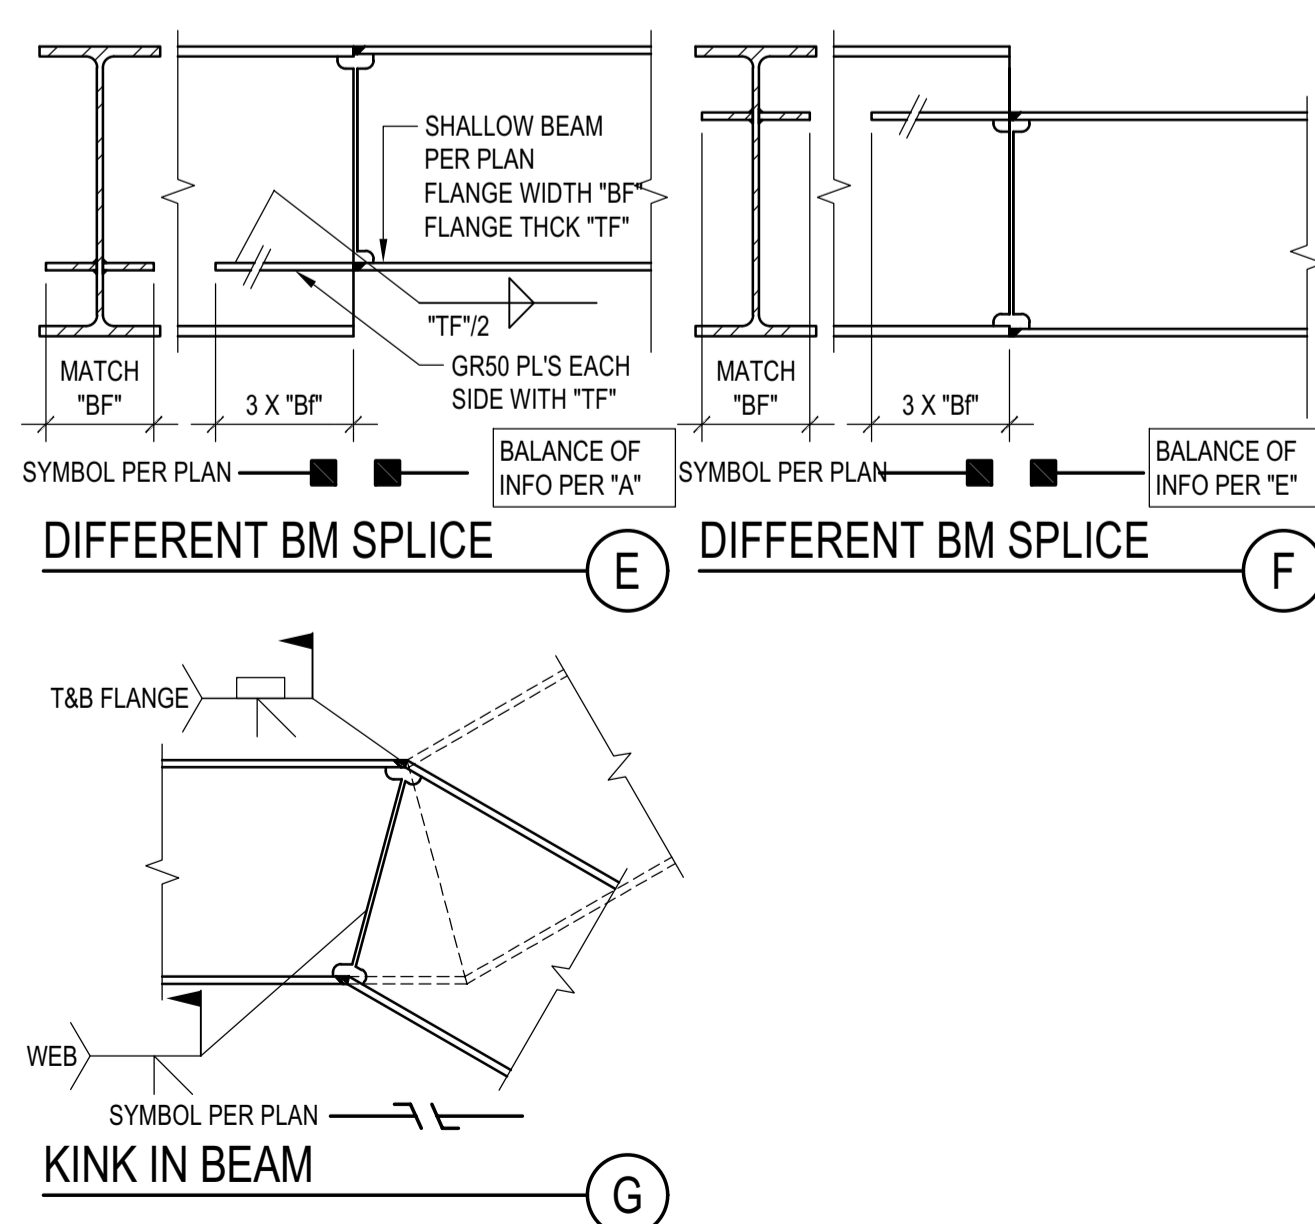 SHALLOW BEAM
PER PLAN
FLANGE WIDTH "BF"
FLANGE THCK "TF"
"TF"/2
GR50 PL'S EACH
SIDE WITH "TF"
MATCH
"BF"
3 X "Bf"
SYMBOL PER PLAN
BALANCE OF
INFO PER "A"
DIFFERENT BM SPLICE
E
MATCH
"BF"
3 X "Bf"
SYMBOL PER PLAN
BALANCE OF
INFO PER "E"
DIFFERENT BM SPLICE
F
T&B FLANGE
WEB
SYMBOL PER PLAN
KINK IN BEAM
G